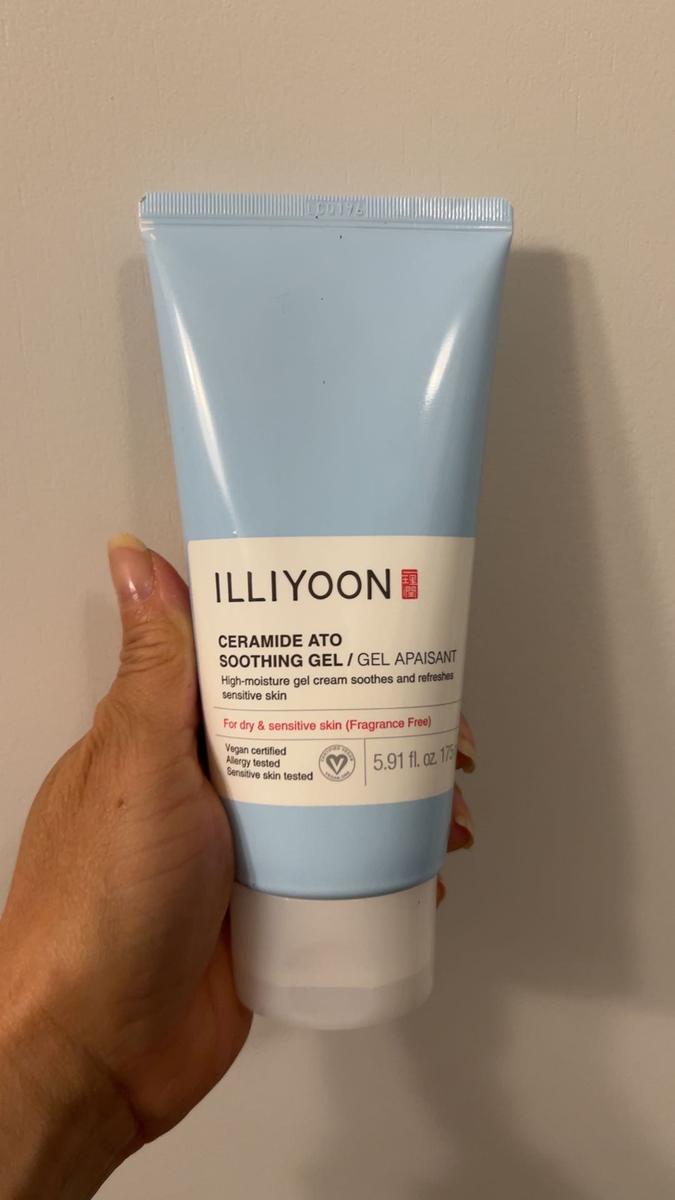 ILLIYOON
CERAMIDE ATO
SOOTHING GEL / GEL APAISANT
High-moisture gel cream soothes and refreshes
sensitive skin
For dry & sensitive skin (Fragrance Free)
Vegan certified
Allergy tested
Sensitive skin tested
5.91 fl. oz.